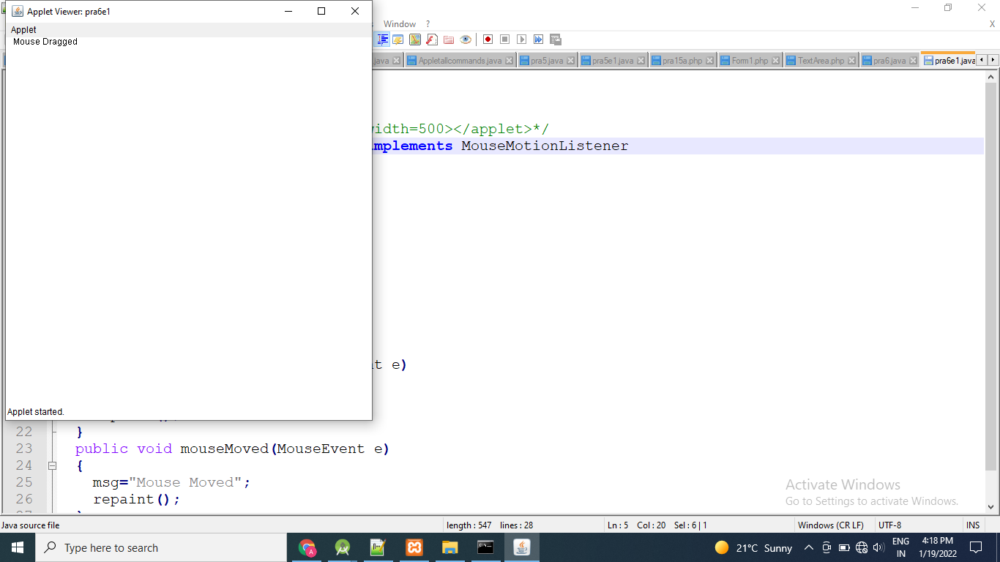 Applet Viewer: pra6e1
Window ?
X
Applet
Mouse Dragged
.java Appletallcommands.java pra5.java pra5e1.java pra15a.php Form1.php TextArea.php pra6.java pra6e1.java
width=500></applet>*/
implements MouseMotionListener
t e)
Applet started.
22 }
23 public void mouseMoved(MouseEvent e)
24 {
25 msg="Mouse Moved";
26 repaint();
Activate Windows
Go to Settings to activate Windows.
Java source file length : 547 lines : 28 Ln : 5 Col : 20 Sel : 6 | 1 Windows (CR LF) UTF-8 INS
Type here to search
A
21°C Sunny
ENG
IN
4:18 PM
1/19/2022